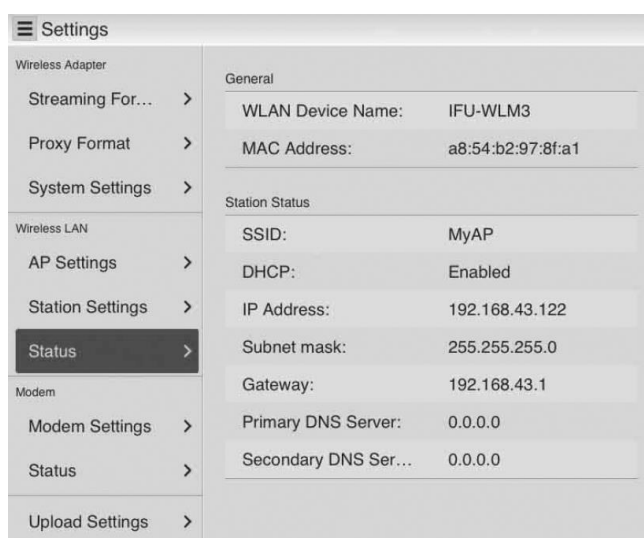 Settings
Wireless Adapter
Streaming For...
Proxy Format
System Settings
Wireless LAN
AP Settings
Station Settings
Status
Modem
Modem Settings
Status
Upload Settings
General
WLAN Device Name: IFU-WLM3
MAC Address: a8:54:b2:97:8f:a1
Station Status
SSID: MyAP
DHCP: Enabled
IP Address: 192.168.43.122
Subnet mask: 255.255.255.0
Gateway: 192.168.43.1
Primary DNS Server: 0.0.0.0
Secondary DNS Ser... 0.0.0.0